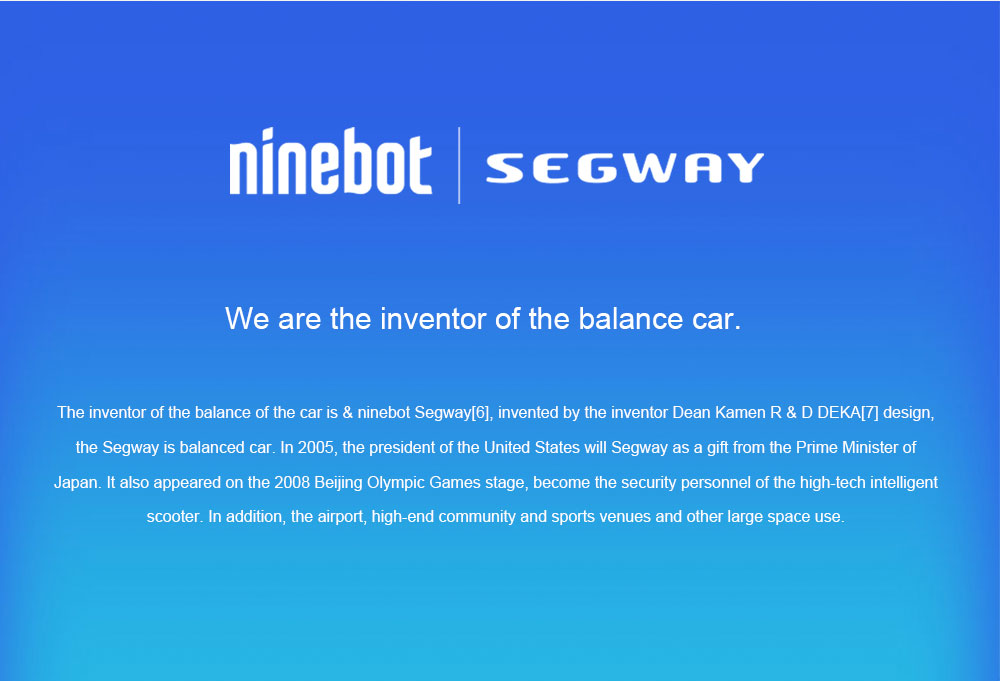 ninebot | SEGWAY
We are the inventor of the balance car.
The inventor of the balance of the car is & ninebot Segway[6], invented by the inventor Dean Kamen R & D DEKA[7] design,
the Segway is balanced car. In 2005, the president of the United States will Segway as a gift from the Prime Minister of
Japan. It also appeared on the 2008 Beijing Olympic Games stage, become the security personnel of the high-tech intelligent
scooter. In addition, the airport, high-end community and sports venues and other large space use.